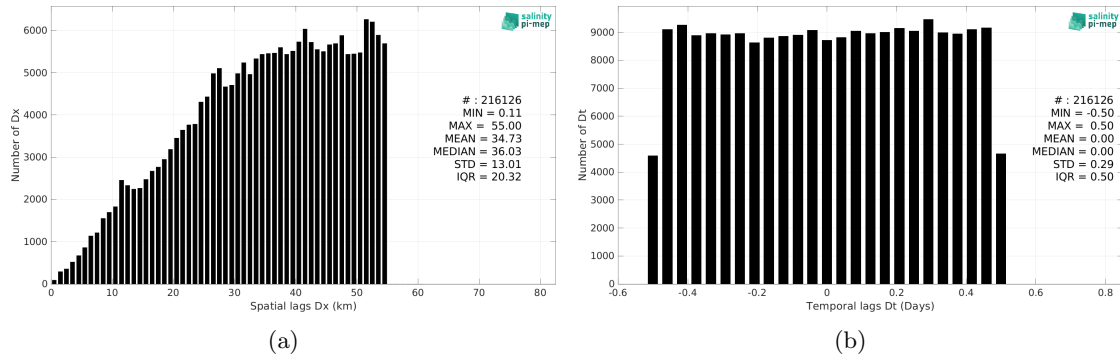 salinity
pi-mep
Number of Dx
6000
5000
4000
3000
2000
1000
0
# : 216126
MIN = 0.11
MAX = 55.00
MEAN = 34.73
MEDIAN = 36.03
STD = 13.01
IQR = 20.32
0 10 20 30 40 50 60 70 80
Spatial lags Dx (km)
(a)
salinity
pi-mep
Number of Dt
9000
8000
7000
6000
5000
4000
3000
2000
1000
0
# : 216126
MIN = -0.50
MAX = 0.50
MEAN = 0.00
MEDIAN = 0.00
STD = 0.29
IQR = 0.50
-0.6 -0.4 -0.2 0 0.2 0.4 0.6 0.8
Temporal lags Dt (Days)
(b)